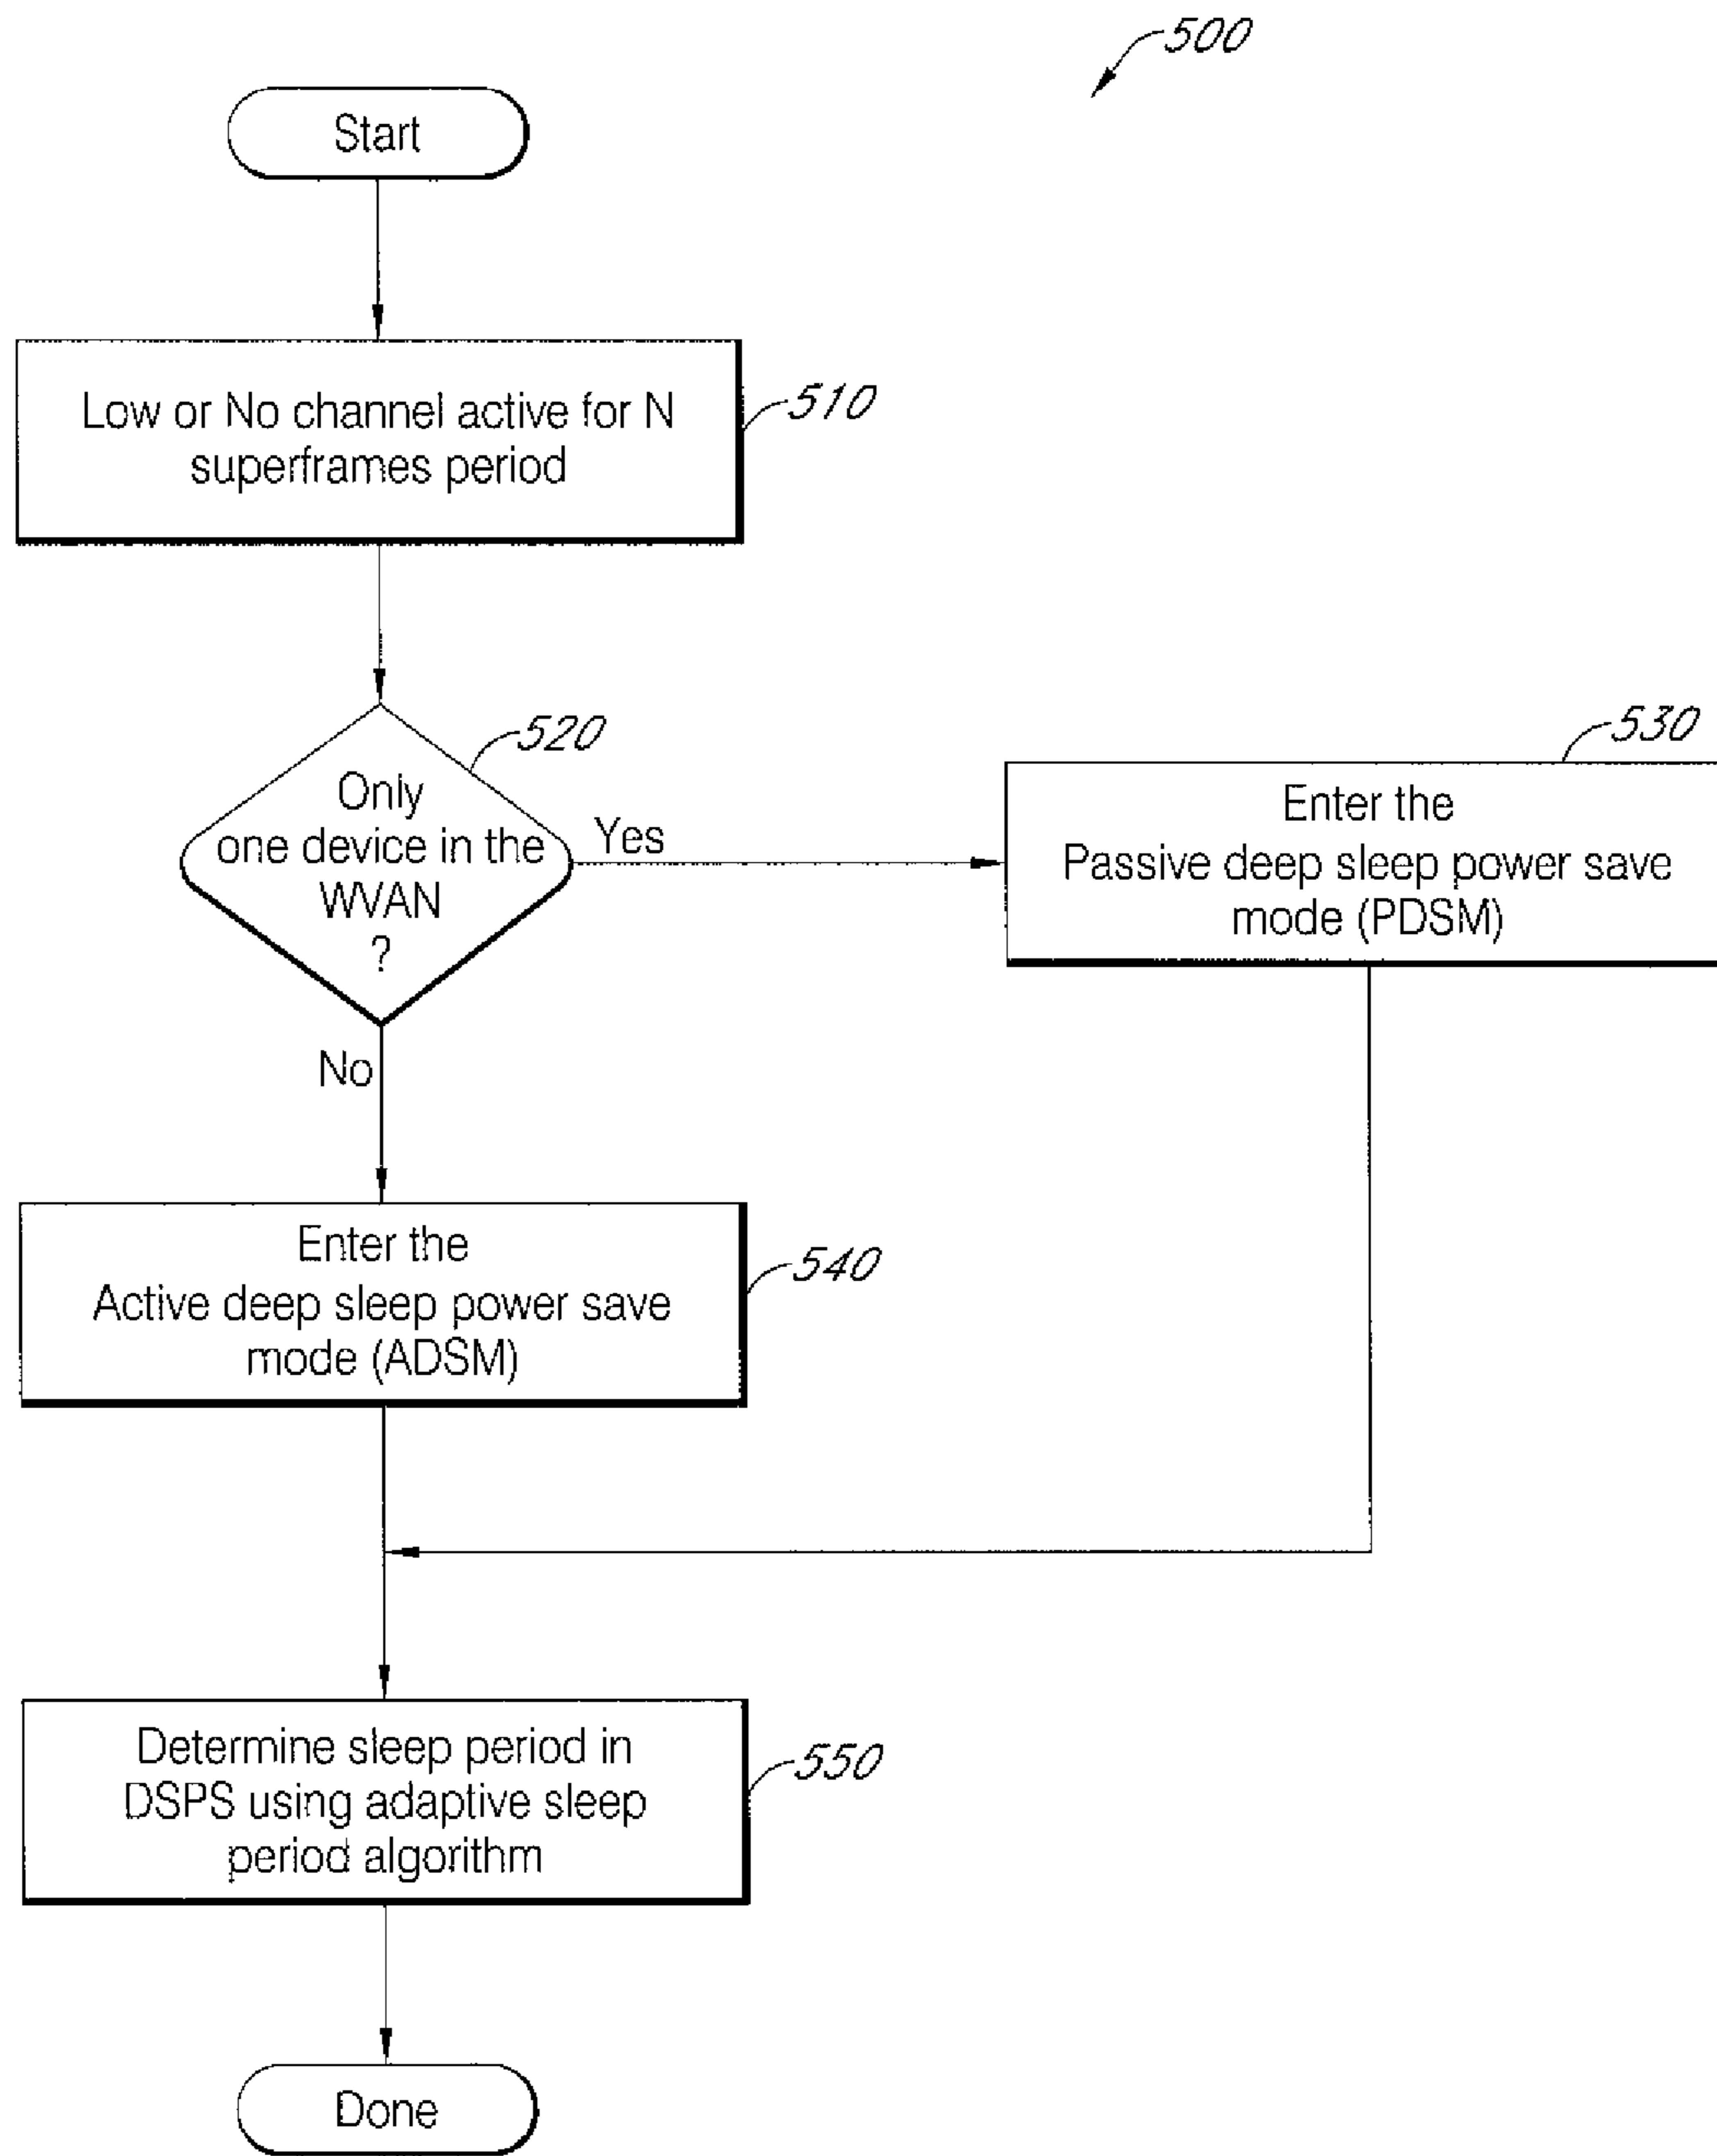 500
Start
Low or No channel active for N
superframes period
510
Only
one device in the
WVAN
?
520
Yes
No
Enter the
Passive deep sleep power save
mode (PDSM)
530
Enter the
Active deep sleep power save
mode (ADSM)
540
Determine sleep period in
DSPS using adaptive sleep
period algorithm
550
Done